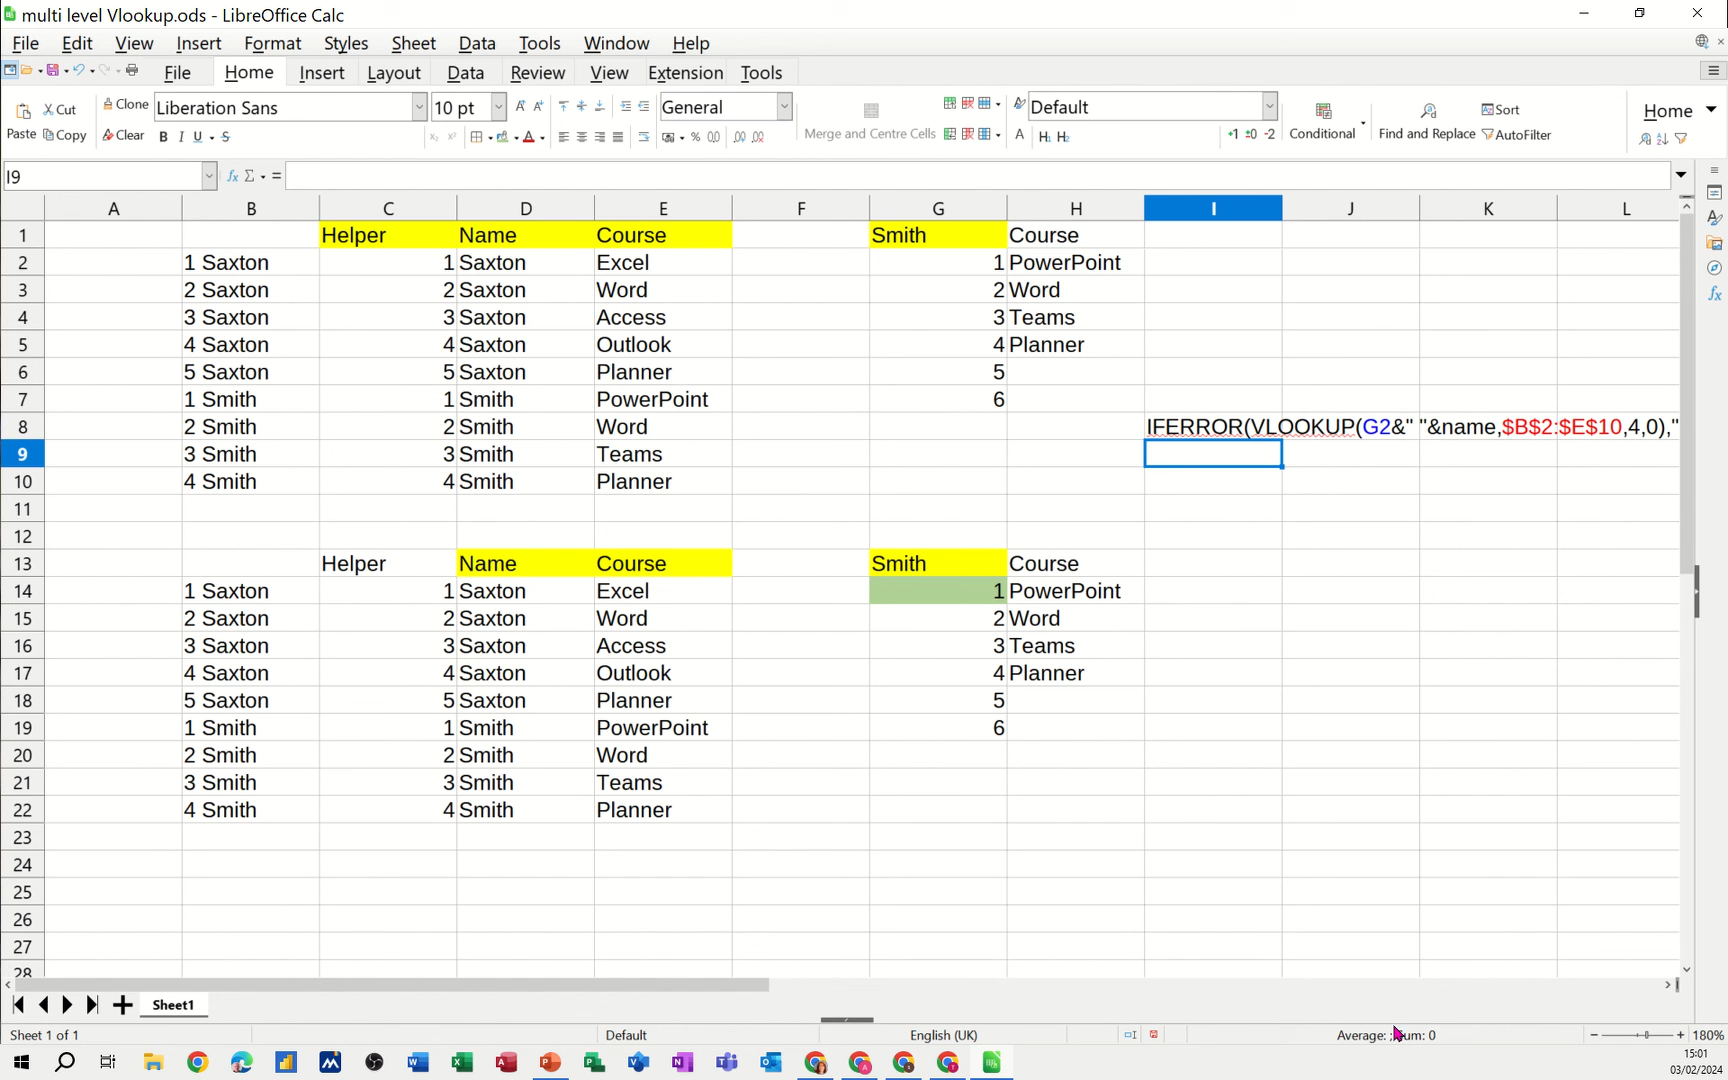 multi level Vlookup.ods - LibreOffice Calc
File Edit View Insert Format Styles Sheet Data Tools Window Help
File Home Insert Layout Data Review View Extension Tools
Cut Clone Liberation Sans 10 pt General Default Sort Home
Paste Copy Clear B I U S Merge and Centre Cells Conditional Find and Replace AutoFilter
I9
A B C D E F G H I J K L
1 Helper Name Course Smith Course
2 1 Saxton 1 Saxton Excel 1 PowerPoint
3 2 Saxton 2 Saxton Word 2 Word
4 3 Saxton 3 Saxton Access 3 Teams
5 4 Saxton 4 Saxton Outlook 4 Planner
6 5 Saxton 5 Saxton Planner 5
7 1 Smith 1 Smith PowerPoint 6
8 2 Smith 2 Smith Word IFERROR(VLOOKUP(G2&" "&name,$B$2:$E$10,4,0),"
9 3 Smith 3 Smith Teams
10 4 Smith 4 Smith Planner
11
12
13 Helper Name Course Smith Course
14 1 Saxton 1 Saxton Excel 1 PowerPoint
15 2 Saxton 2 Saxton Word 2 Word
16 3 Saxton 3 Saxton Access 3 Teams
17 4 Saxton 4 Saxton Outlook 4 Planner
18 5 Saxton 5 Saxton Planner 5
19 1 Smith 1 Smith PowerPoint 6
20 2 Smith 2 Smith Word
21 3 Smith 3 Smith Teams
22 4 Smith 4 Smith Planner
23
24
25
26
27
28
Sheet1
Sheet 1 of 1 Default English (UK) Average: 0 180%
15:01
03/02/2024